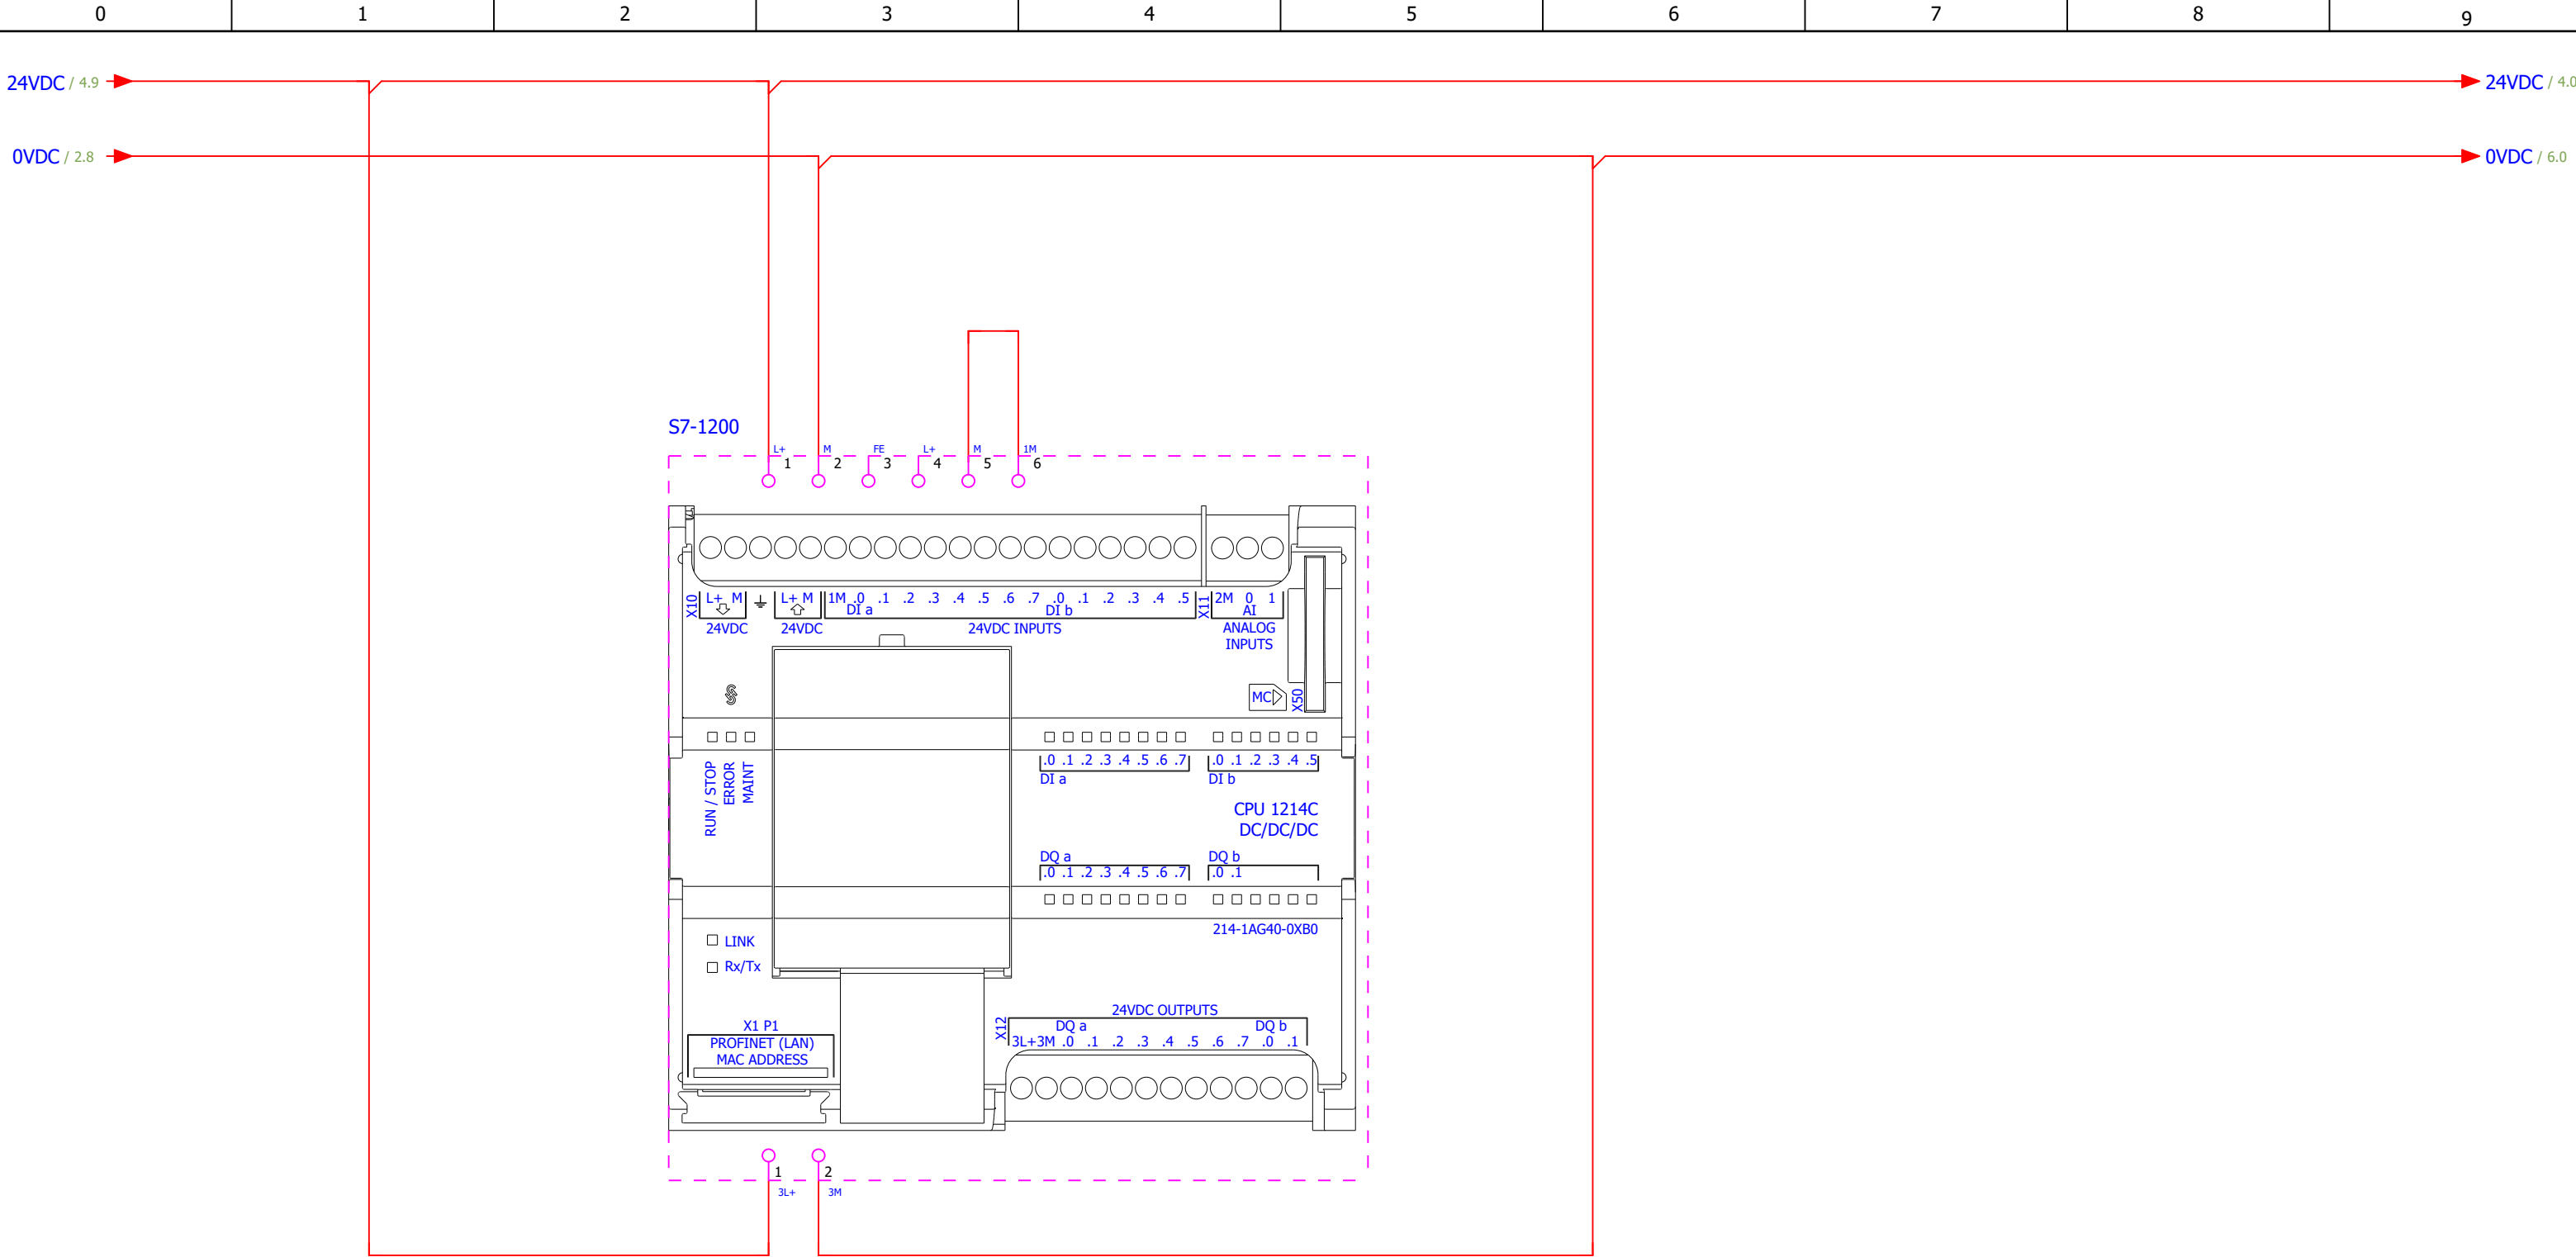 0 1 2 3 4 5 6 7 8 9
24VDC / 4.9
24VDC / 4.0
0VDC / 2.8
0VDC / 6.0
S7-1200
L+ M FE L+ M 1M
1 2 3 4 5 6
X10 L+ M L+ M 1M .0 .1 .2 .3 .4 .5 .6 .7 .0 .1 .2 .3 .4 .5 X11 2M 0 1
DI a DI b AI
24VDC 24VDC 24VDC INPUTS ANALOG
INPUTS
MC X50
.0 .1 .2 .3 .4 .5 .6 .7 .0 .1 .2 .3 .4 .5
DI a DI b
RUN / STOP
ERROR
MAINT
CPU 1214C
DC/DC/DC
DQ a DQ b
.0 .1 .2 .3 .4 .5 .6 .7 .0 .1
214-1AG40-0XB0
LINK
Rx/Tx
24VDC OUTPUTS
X12 DQ a DQ b
3L+ 3M .0 .1 .2 .3 .4 .5 .6 .7 .0 .1
X1 P1
PROFINET (LAN)
MAC ADDRESS
1 2
3L+ 3M